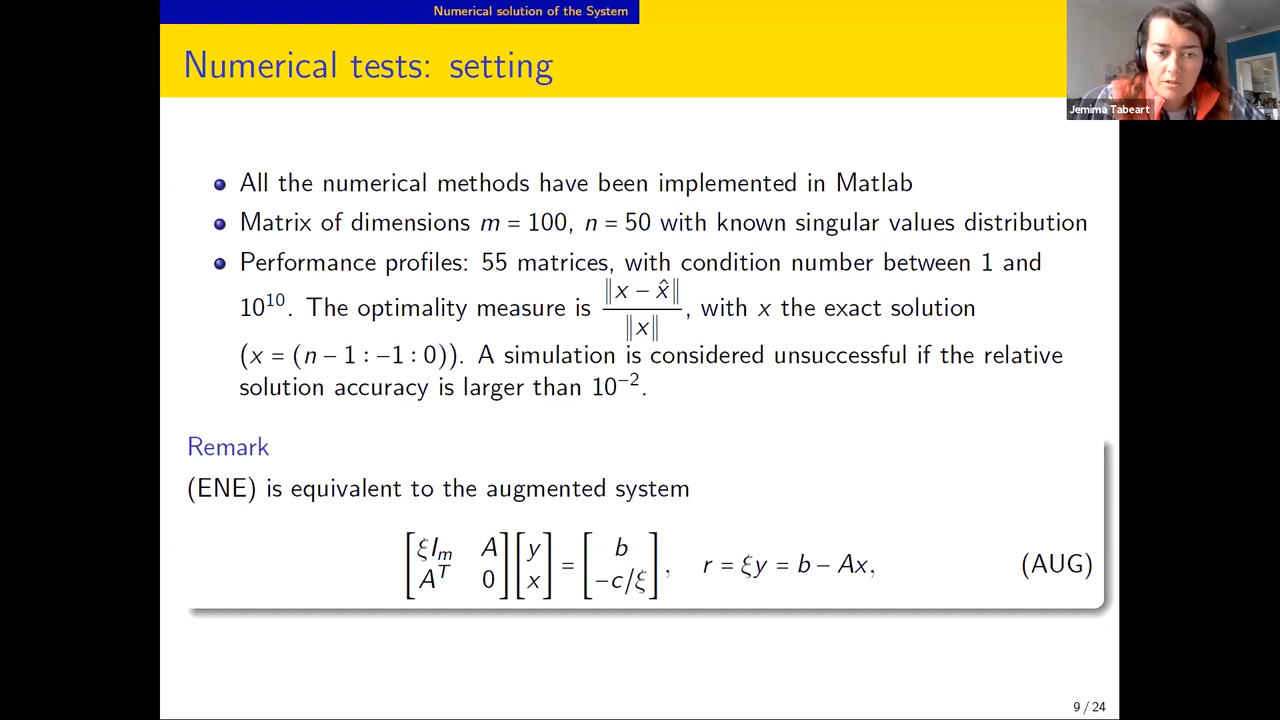 Numerical solution of the System
Numerical tests: setting
Jemima Tabeart
All the numerical methods have been implemented in Matlab
Matrix of dimensions m = 100, n = 50 with known singular values distribution
Performance profiles: 55 matrices, with condition number between 1 and
10¹⁰. The optimality measure is ‖x − x̂‖ / ‖x‖, with x the exact solution
(x = (n − 1 : −1 : 0)). A simulation is considered unsuccessful if the relative
solution accuracy is larger than 10⁻².
Remark
(ENE) is equivalent to the augmented system
[ξIₘ A; Aᵀ 0] [y; x] = [b; −c/ξ], r = ξy = b − Ax, (AUG)
9 / 24